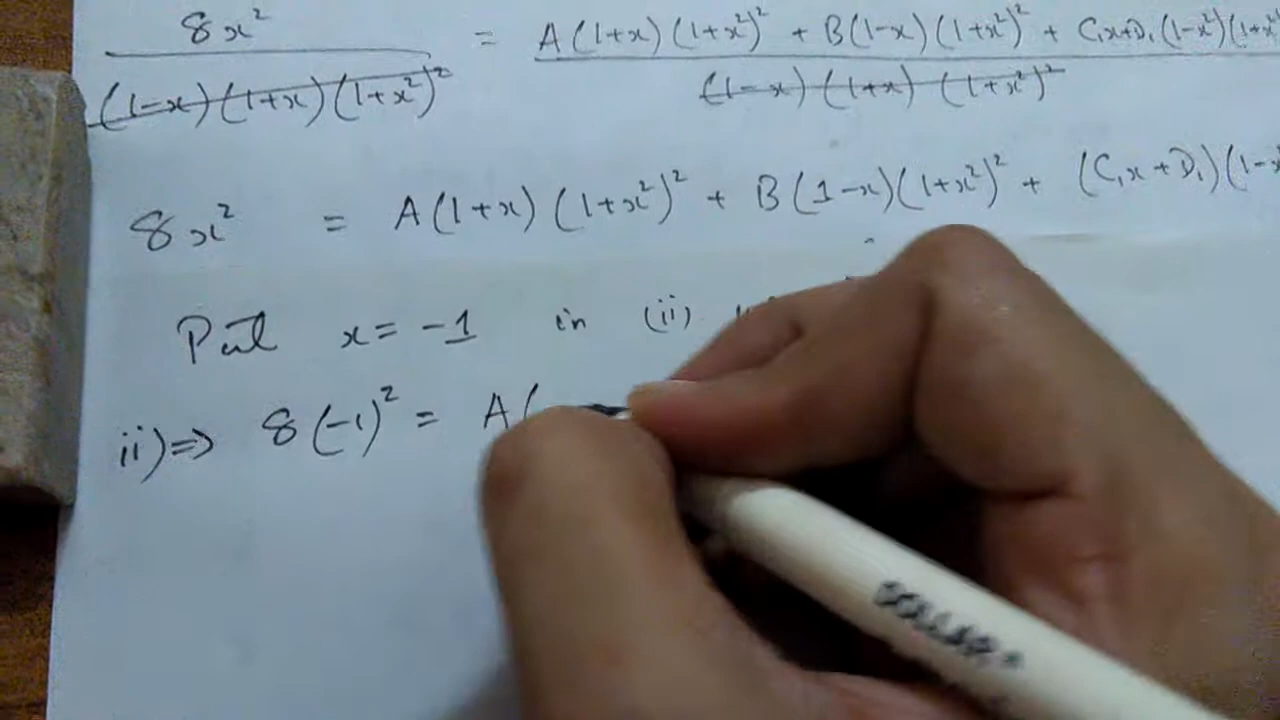 8x² = A(1+x)(1+x²)² + B(1-x)(1+x²)² + C₁x+D₁(1-x²)(1+x²
(1-x)(1+x)(1+x²)² (1-x)(1+x)(1+x²)²
8x² = A(1+x)(1+x²)² + B(1-x)(1+x²)² + (C₁x+D₁)(1-x
Put x = -1 in (ii)
ii)⇒ 8(-1)² = A(
DOLLAR